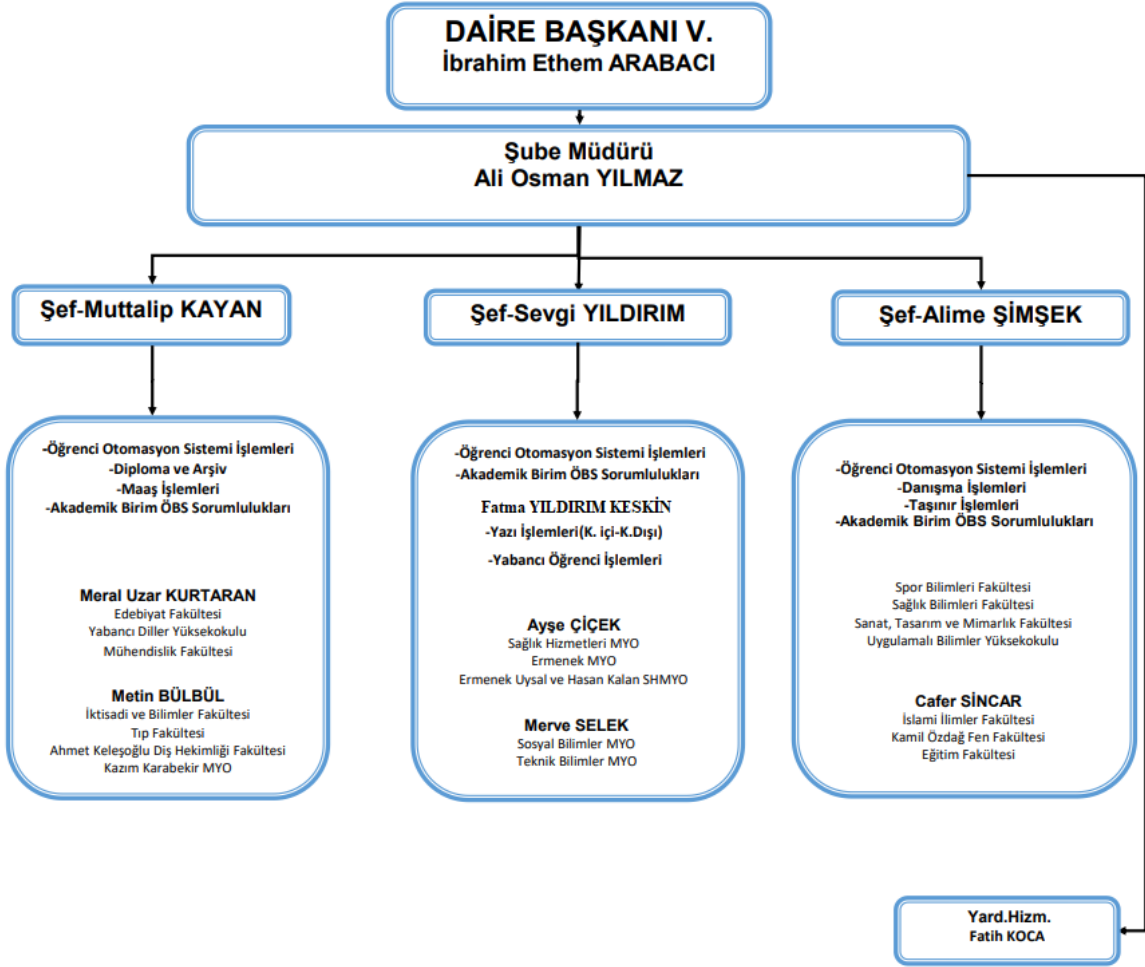 DAİRE BAŞKANI V.
İbrahim Ethem ARABACI
Şube Müdürü
Ali Osman YILMAZ
Şef-Muttalip KAYAN
-Öğrenci Otomasyon Sistemi İşlemleri
-Diploma ve Arşiv
-Maaş İşlemleri
-Akademik Birim ÖBS Sorumlulukları
Meral Uzar KURTARAN
Edebiyat Fakültesi
Yabancı Diller Yüksekokulu
Mühendislik Fakültesi
Metin BÜLBÜL
İktisadi ve Bilimler Fakültesi
Tıp Fakültesi
Ahmet Keleşoğlu Diş Hekimliği Fakültesi
Kazım Karabekir MYO
Şef-Sevgi YILDIRIM
-Öğrenci Otomasyon Sistemi İşlemleri
-Akademik Birim ÖBS Sorumlulukları
Fatma YILDIRIM KESKİN
-Yazı İşlemleri(K. içi-K.Dışı)
-Yabancı Öğrenci İşlemleri
Ayşe ÇİÇEK
Sağlık Hizmetleri MYO
Ermenek MYO
Ermenek Uysal ve Hasan Kalan SHMYO
Merve SELEK
Sosyal Bilimler MYO
Teknik Bilimler MYO
Şef-Alime ŞİMŞEK
-Öğrenci Otomasyon Sistemi İşlemleri
-Danışma İşlemleri
-Taşınır İşlemleri
-Akademik Birim ÖBS Sorumlulukları
Spor Bilimleri Fakültesi
Sağlık Bilimleri Fakültesi
Sanat, Tasarım ve Mimarlık Fakültesi
Uygulamalı Bilimler Yüksekokulu
Cafer SİNCAR
İslami İlimler Fakültesi
Kamil Özdağ Fen Fakültesi
Eğitim Fakültesi
Yard.Hizm.
Fatih KOCA